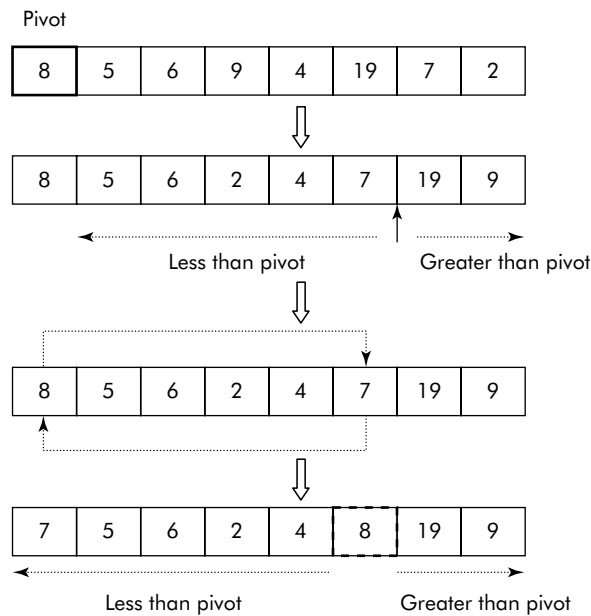 Pivot
8 5 6 9 4 19 7 2
8 5 6 2 4 7 19 9
Less than pivot Greater than pivot
8 5 6 2 4 7 19 9
7 5 6 2 4 8 19 9
Less than pivot Greater than pivot